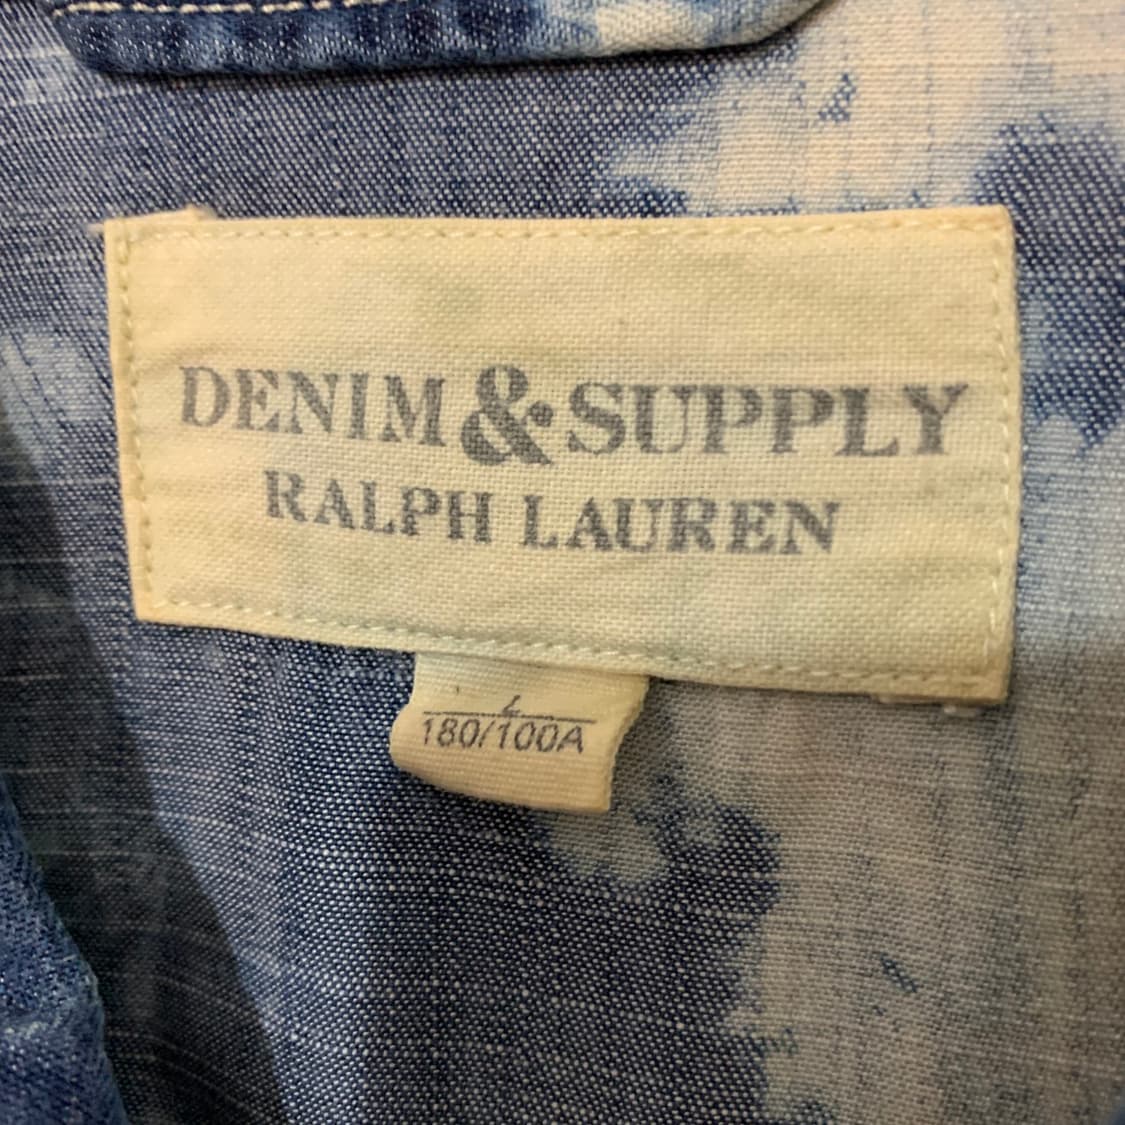 DENIM & SUPPLY
RALPH LAUREN
L
180/100A